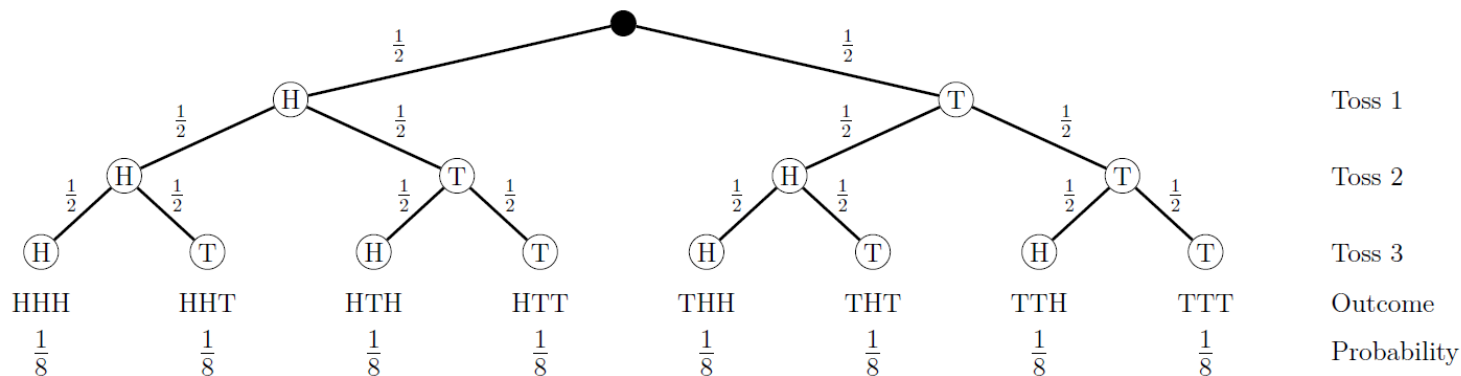 1/2 1/2
H T Toss 1
1/2 1/2 1/2 1/2
H T H T Toss 2
1/2 1/2 1/2 1/2 1/2 1/2 1/2 1/2
H T H T H T H T Toss 3
HHH HHT HTH HTT THH THT TTH TTT Outcome
1/8 1/8 1/8 1/8 1/8 1/8 1/8 1/8 Probability